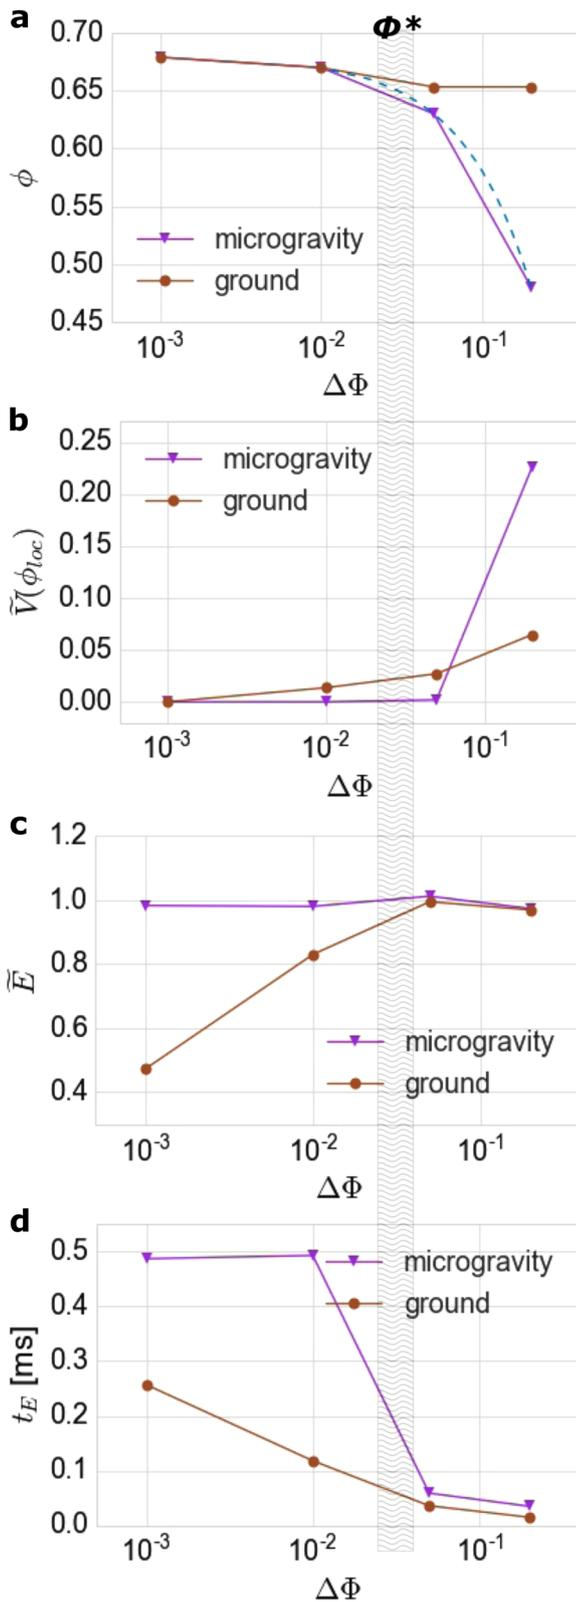 a
Φ*
0.70
0.65
0.60
0.55
0.50
0.45
ϕ
microgravity
ground
10⁻³ 10⁻² 10⁻¹
ΔΦ
b
0.25
0.20
0.15
0.10
0.05
0.00
Ṽ(ϕ_loc)
microgravity
ground
10⁻³ 10⁻² 10⁻¹
ΔΦ
c
1.2
1.0
0.8
0.6
0.4
Ẽ
microgravity
ground
10⁻³ 10⁻² 10⁻¹
ΔΦ
d
0.5
0.4
0.3
0.2
0.1
0.0
t_E [ms]
microgravity
ground
10⁻³ 10⁻² 10⁻¹
ΔΦ